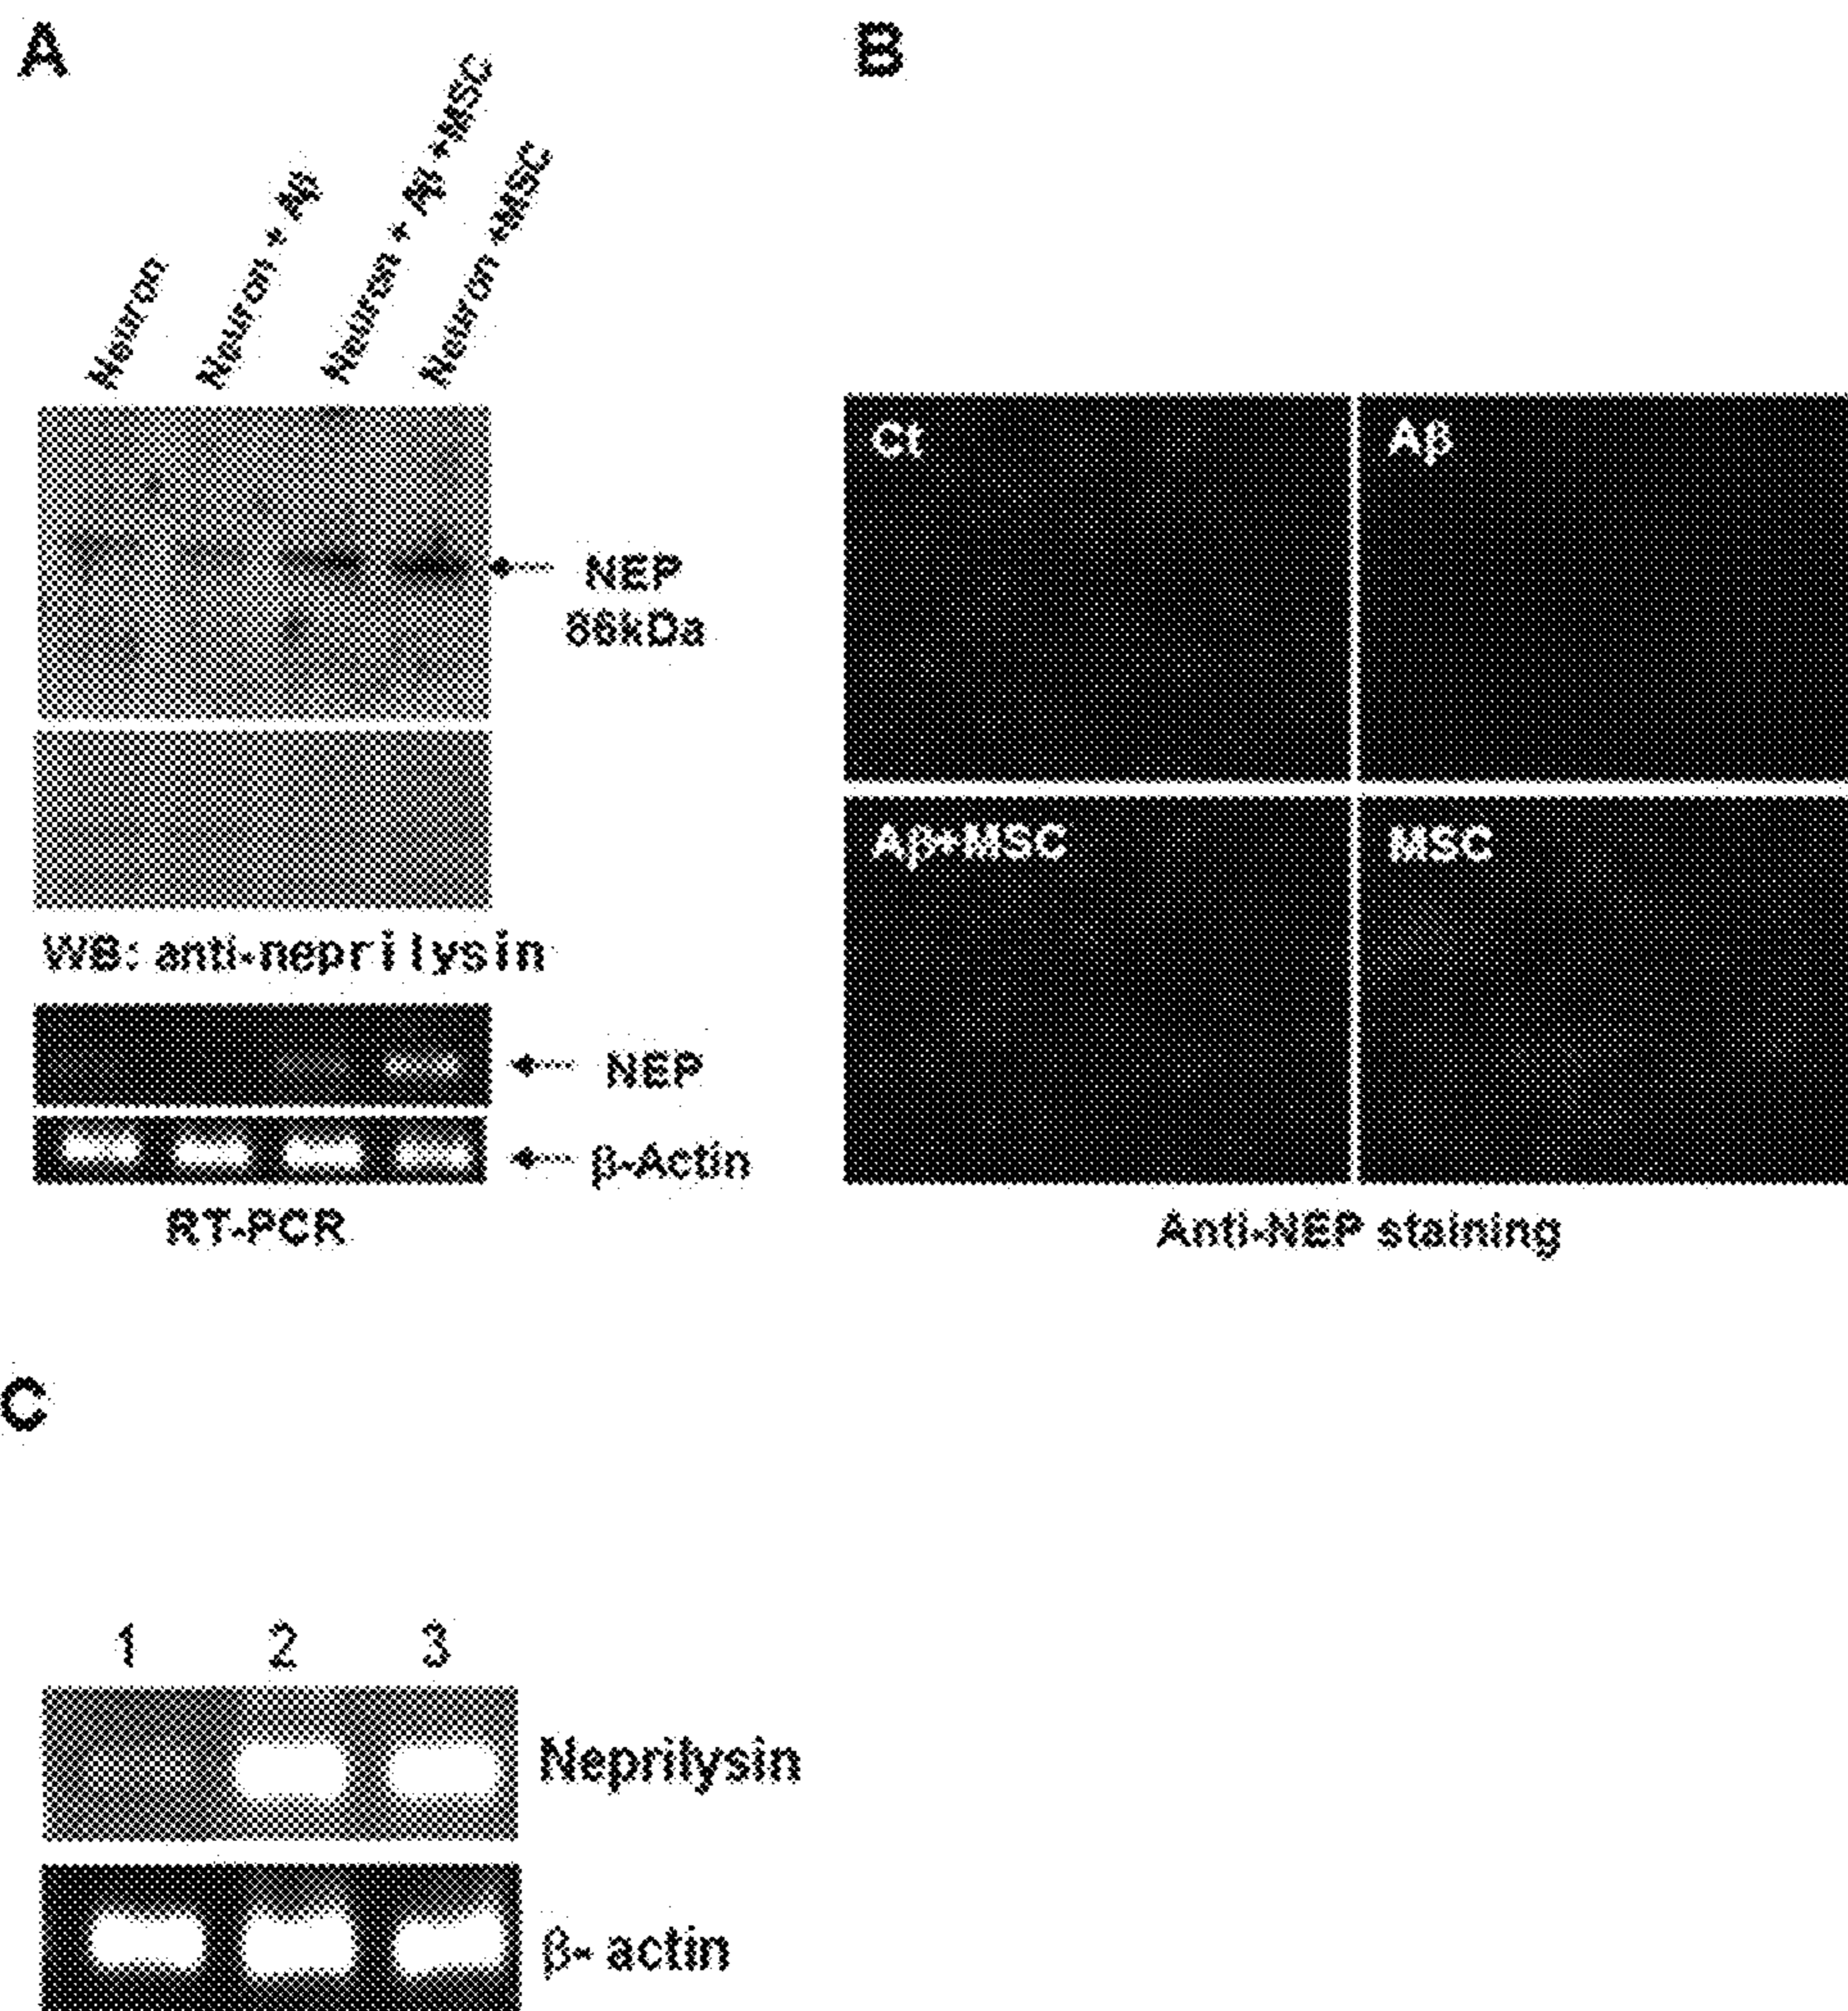 A
Neuron
Neuron + Aβ
Neuron + Aβ +MSC
Neuron +MSC
NEP
86kDa
WB: anti-neprilysin
NEP
β-Actin
RT-PCR
B
Ct
Aβ
Aβ+MSC
MSC
Anti-NEP staining
C
1 2 3
Neprilysin
β- actin